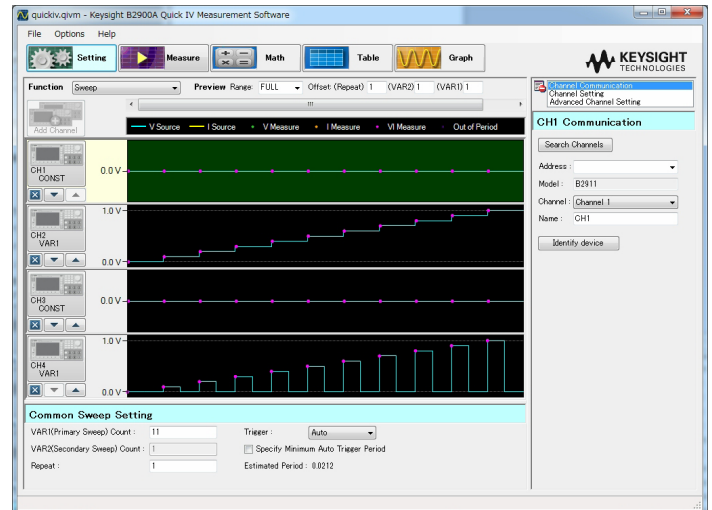 quickiv.qivm - Keysight B2900A Quick IV Measurement Software
File Options Help
Setting Measure Math Table Graph
KEYSIGHT
TECHNOLOGIES
Function Sweep Preview Range: FULL Offset: (Repeat) 1 (VAR2) 1 (VAR1) 1
Add Channel
V Source I Source V Measure I Measure VI Measure Out of Period
CH1
CONST
0.0 V
1.0 V
CH2
VAR1
0.0 V
CH3
CONST
0.0 V
1.0 V
CH4
VAR1
0.0 V
Common Sweep Setting
VAR1(Primary Sweep) Count : 11 Trigger : Auto
VAR2(Secondary Sweep) Count : 1 Specify Minimum Auto Trigger Period
Repeat : 1 Estimated Period : 0.0212
Channel Communication
Channel Setting
Advanced Channel Setting
CH1 Communication
Search Channels
Address :
Model : B2911
Channel : Channel 1
Name : CH1
Identify device